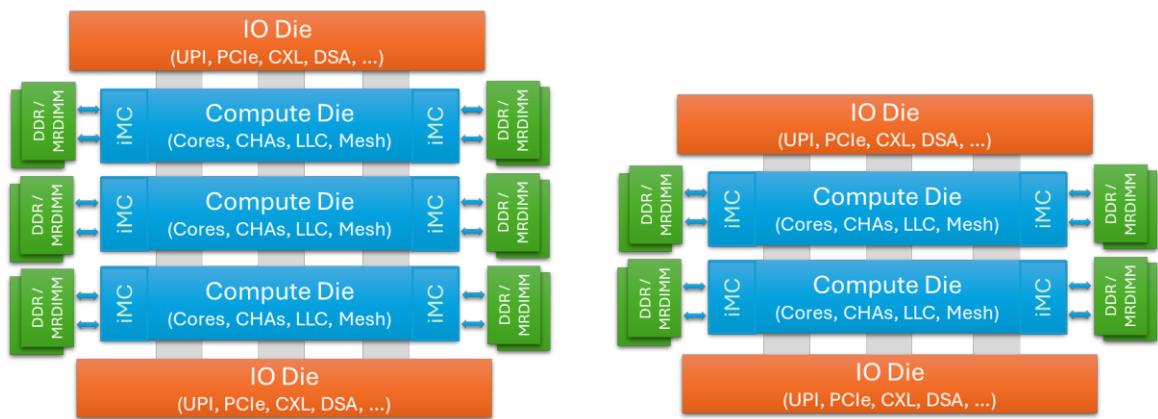 IO Die
(UPI, PCIe, CXL, DSA, ...)
DDR /
MRDIMM
iMC
Compute Die
(Cores, CHAs, LLC, Mesh)
iMC
DDR /
MRDIMM
DDR /
MRDIMM
iMC
Compute Die
(Cores, CHAs, LLC, Mesh)
iMC
DDR /
MRDIMM
DDR /
MRDIMM
iMC
Compute Die
(Cores, CHAs, LLC, Mesh)
iMC
DDR /
MRDIMM
IO Die
(UPI, PCIe, CXL, DSA, ...)
IO Die
(UPI, PCIe, CXL, DSA, ...)
DDR /
MRDIMM
iMC
Compute Die
(Cores, CHAs, LLC, Mesh)
iMC
DDR /
MRDIMM
DDR /
MRDIMM
iMC
Compute Die
(Cores, CHAs, LLC, Mesh)
iMC
DDR /
MRDIMM
IO Die
(UPI, PCIe, CXL, DSA, ...)